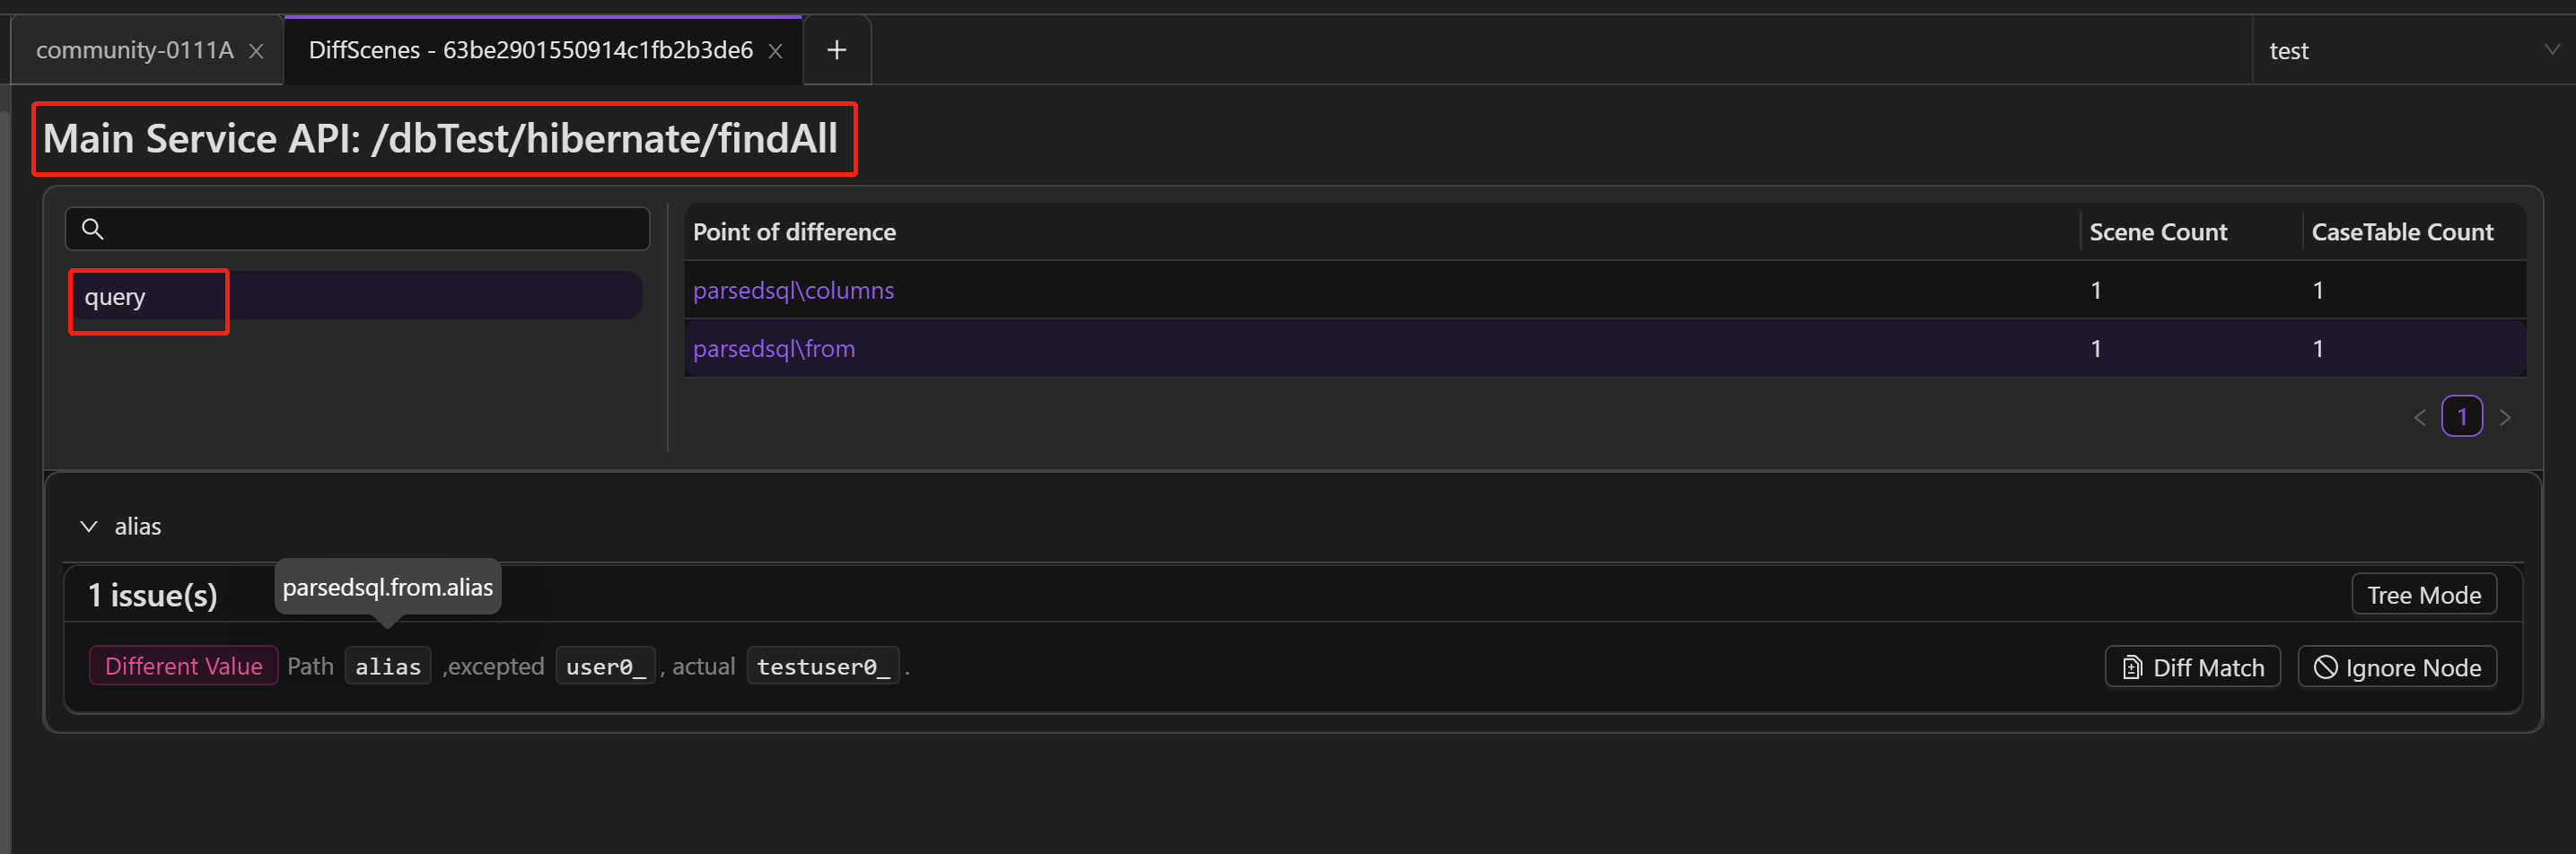 community-0111A
DiffScenes - 63be2901550914c1fb2b3de6
test
Main Service API: /dbTest/hibernate/findAll
query
Point of difference Scene Count CaseTable Count
parsedsql\columns 1 1
parsedsql\from 1 1
1
alias
1 issue(s)
parsedsql.from.alias
Tree Mode
Different Value Path alias ,excepted user0_ , actual testuser0_ .
Diff Match
Ignore Node